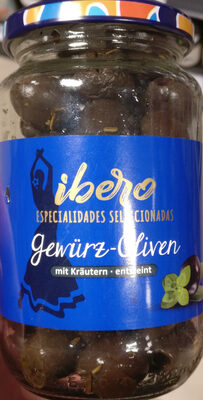 ibero
ESPECIALIDADES SELECCIONADAS
Gewürz-Oliven
mit Kräutern • entsteint